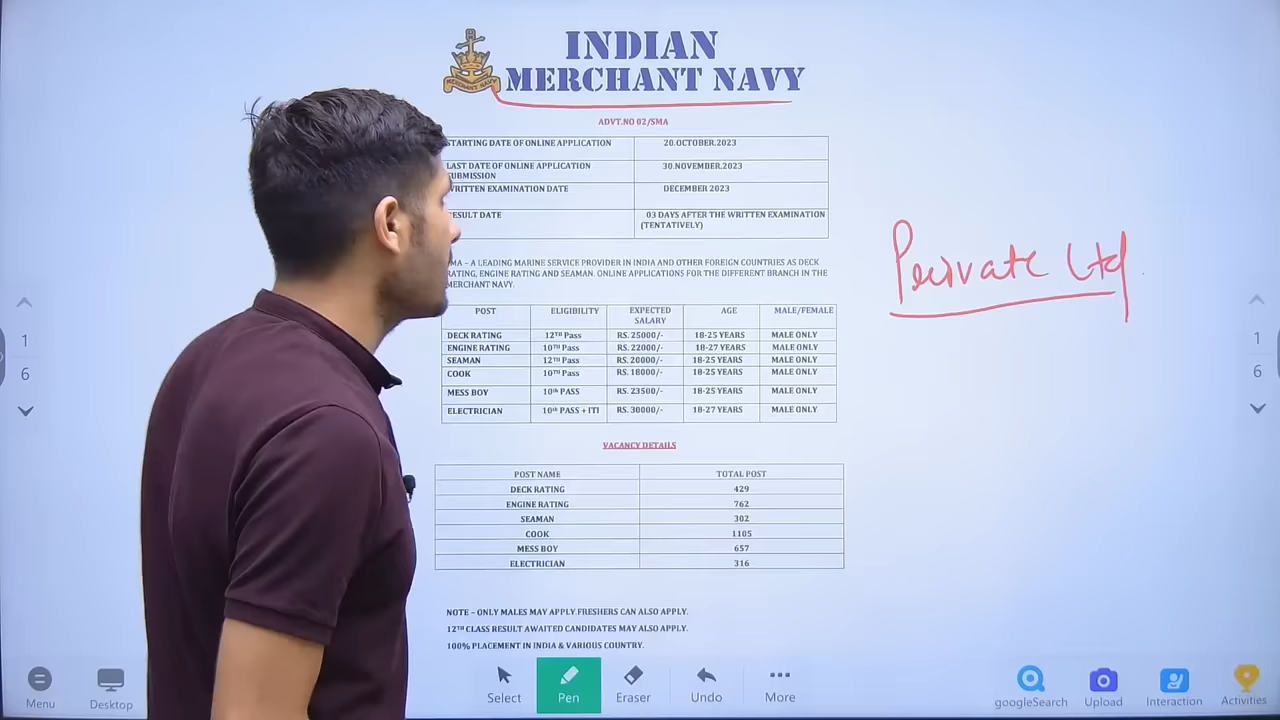 INDIAN
MERCHANT NAVY
MERCHANT NAVY
ADVT.NO 02/SMA
STARTING DATE OF ONLINE APPLICATION 20.OCTOBER.2023
LAST DATE OF ONLINE APPLICATION SUBMISSION 30.NOVEMBER.2023
WRITTEN EXAMINATION DATE DECEMBER 2023
RESULT DATE 03 DAYS AFTER THE WRITTEN EXAMINATION
(TENTATIVELY)
Private Ltd
MA – A LEADING MARINE SERVICE PROVIDER IN INDIA AND OTHER FOREIGN COUNTRIES AS DECK
RATING, ENGINE RATING AND SEAMAN. ONLINE APPLICATIONS FOR THE DIFFERENT BRANCH IN THE
MERCHANT NAVY.
POST ELIGIBILITY EXPECTED SALARY AGE MALE/FEMALE
DECK RATING 12TH Pass RS. 25000/- 18-25 YEARS MALE ONLY
ENGINE RATING 10TH Pass RS. 22000/- 18-27 YEARS MALE ONLY
SEAMAN 12TH Pass RS. 20000/- 18-25 YEARS MALE ONLY
COOK 10TH Pass RS. 18000/- 18-25 YEARS MALE ONLY
MESS BOY 10th PASS RS. 23500/- 18-25 YEARS MALE ONLY
ELECTRICIAN 10th PASS + ITI RS. 30000/- 18-27 YEARS MALE ONLY
VACANCY DETAILS
POST NAME TOTAL POST
DECK RATING 429
ENGINE RATING 762
SEAMAN 302
COOK 1105
MESS BOY 657
ELECTRICIAN 316
NOTE – ONLY MALES MAY APPLY.FRESHERS CAN ALSO APPLY.
12TH CLASS RESULT AWAITED CANDIDATES MAY ALSO APPLY.
100% PLACEMENT IN INDIA & VARIOUS COUNTRY.
1
6
1
6
Menu Desktop Select Pen Eraser Undo More googleSearch Upload Interaction Activities